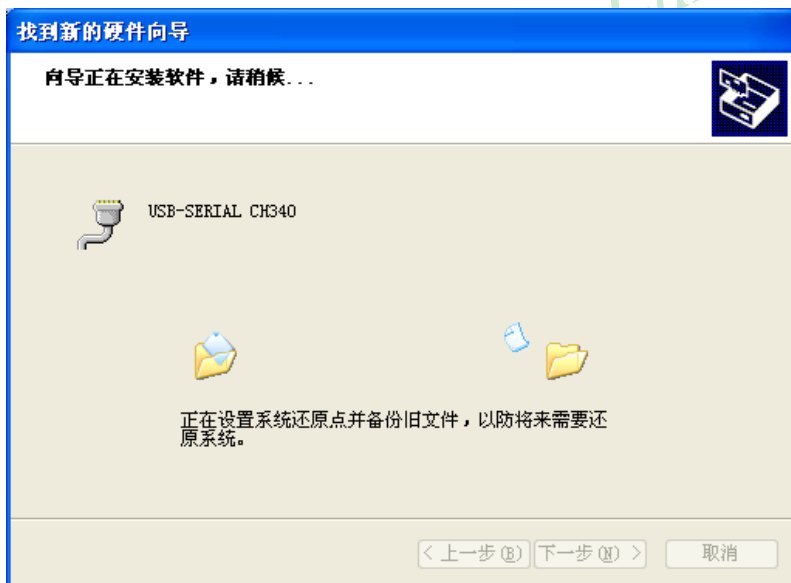 找到新的硬件向导
向导正在安装软件，请稍候...
USB-SERIAL CH340
正在设置系统还原点并备份旧文件，以防将来需要还
原系统。
< 上一步(B) 下一步(N) > 取消